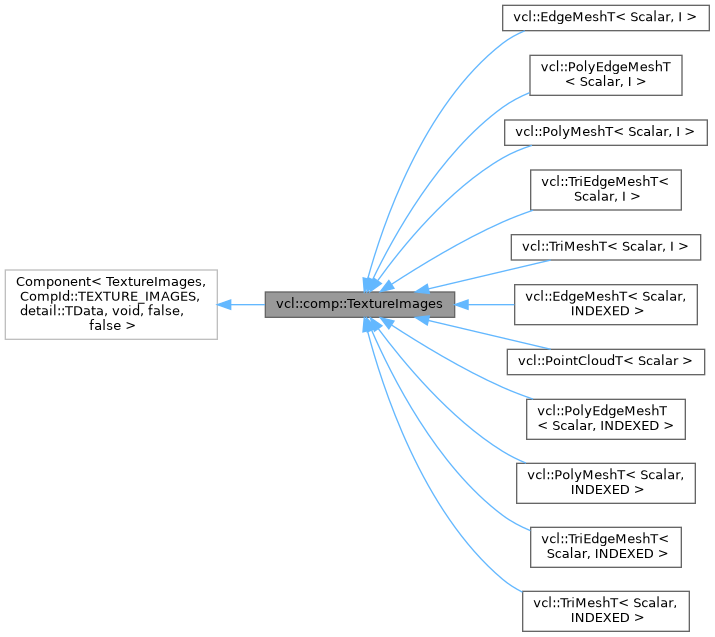 vcl::EdgeMeshT< Scalar, I >
vcl::PolyEdgeMeshT
< Scalar, I >
vcl::PolyMeshT< Scalar, I >
vcl::TriEdgeMeshT<
Scalar, I >
vcl::TriMeshT< Scalar, I >
Component< TextureImages,
CompId::TEXTURE_IMAGES,
detail::TData, void, false,
false >
vcl::comp::TextureImages
vcl::EdgeMeshT< Scalar,
INDEXED >
vcl::PointCloudT< Scalar >
vcl::PolyEdgeMeshT
< Scalar, INDEXED >
vcl::PolyMeshT< Scalar,
INDEXED >
vcl::TriEdgeMeshT<
Scalar, INDEXED >
vcl::TriMeshT< Scalar,
INDEXED >